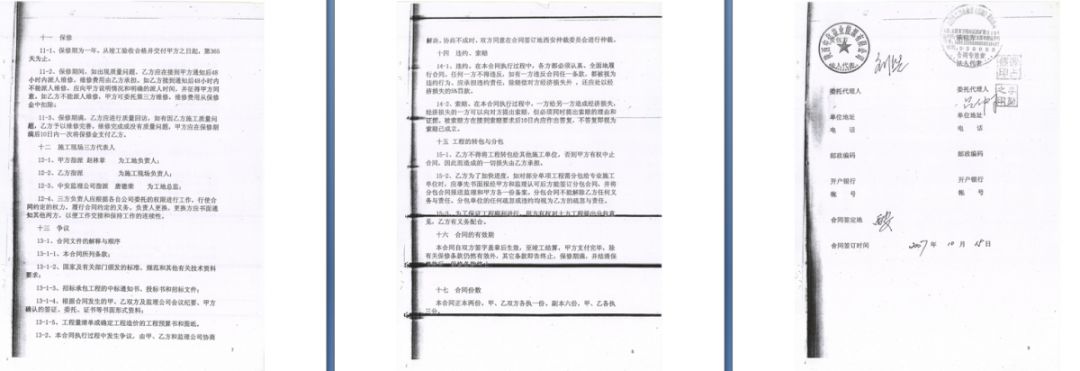 十一 保修
11-1、保修期为一年，从竣工验收合格并交付甲方之日起，第365
天为止。
11-2、保修期间，如出现质量问题，乙方应在接到甲方通知后48
小时内派人维修，维修费用由乙方承担。如乙方接到通知后48小时内
不能派人维修，应向甲方说明情况和明确的派人时间，并征得甲方同
意，如乙方不能派人维修，甲方可委托第三方维修，维修费用从保修
金中扣除；
11-3、保修期满，乙方应进行质量回访，如有因乙方施工质量问
题，乙方予以维修完善，维修完成或没有质量问题，甲方应在保修期
满后10日内一次将保修金支付乙方。
十二 施工现场三方代表人
12-1、甲方指派 赵林章 为工地负责人；
12-2、乙方指派 为施工现场负责人；
12-3、中安监理公司指派 唐德荣 为工地总监；
12-4、三方负责人应根据各自公司委托的权限进行工作，行使合
同约定的权力，履行合同约定的义务。负责人更换，更换方应书面通
知其他两方，以便工作交接和保持工作的连续性。
十三 争议
13-1、合同文件的解释与顺序
13-1-1、本合同所列条款；
13-1-2、国家及有关部门颁发的标准、规范和其他有关技术资料
要求；
13-1-3、招标承包工程的中标通知书、投标书和招标文件；
13-1-4、根据合同发生的甲、乙双方及监理公司会议纪要、甲方
确认的签证、委托、证书等书面形式资料；
13-1-5、工程量清单或确定工程造价的工程预算书和图纸。
13-2、本合同执行过程中发生争议，由甲、乙方和监理公司协商
7
解决。协商不成时，双方同意在合同签订地西安仲裁委员会进行仲裁。
十四 违约、索赔
14-1、违约。在本合同执行过程中，各方都必须认真、全面地履
行合同。任何一方不得违反，如有一方违反合同任一条款，都被视为
违约行为，应承担违约责任，除赔偿对方经济损失外，还应处以经
济损失的5%罚款。
14-2、索赔。在本合同执行过程中，一方给另一方造成经济损失，
经济损失的一方可以向对方提出索赔，但必须同时提出索赔的理由和
证据。被索赔方在接到索赔要求后10日内应作出答复，不答复即视为
索赔已成立。
十五 工程的转包与分包
15-1、乙方不得将工程转包给其他施工单位，否则甲方有权中止
合同，因此而造成的一切损失由乙方承担。
15-2、乙方为了加快进度，如对部分单项工程需分包给专业施工
单位时，应事先书面报经甲方和监理认可后方能签订分包合同，并将
分包合同报送监理和甲方各一份备案。分包合同不能解除乙方任何义
务与责任。分包单位的任何疏忽或违约均视为乙方的疏忽与责任。
见，乙方有义务配合。
十六 合同的有效期
本合同自双方签字盖章后生效，至竣工结算、甲方支付完毕，除
有关保修条款仍然有效外，其它条款即告终止，保修期满，并结清保
十七 合同份数
本合同正本两份，甲、乙双方各执一份，副本六份，甲、乙各执
三份。
8
法人代表
法人代表
委托代理人
委托代理人
单位地址
单位地址
电 话
电 话
邮政编码
邮政编码
开户银行
开户银行
帐 号
帐 号
合同签定地 西安
合同签订时间 2007 年 10 月 28 日
9